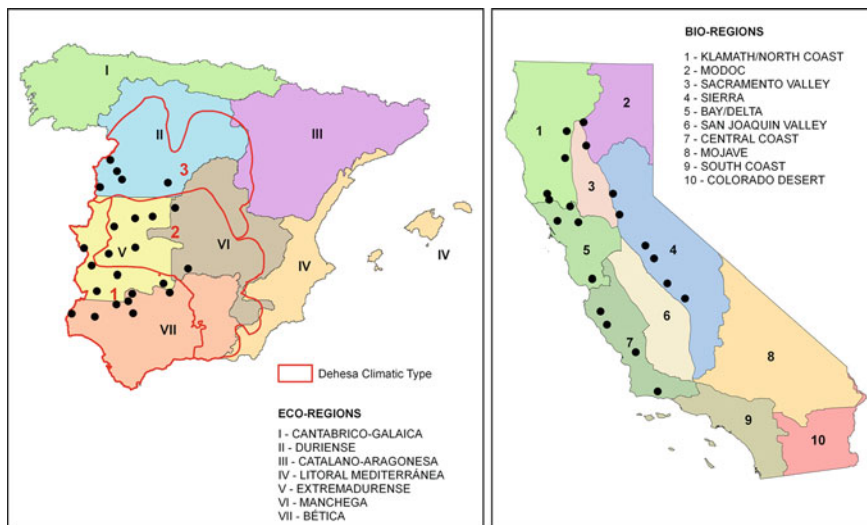 I
II
III
3
2
V
VI
IV
IV
1
VII
Dehesa Climatic Type
ECO-REGIONS
I - CANTABRICO-GALAICA
II - DURIENSE
III - CATALANO-ARAGONESA
IV - LITORAL MEDITERRÁNEA
V - EXTREMADURENSE
VI - MANCHEGA
VII - BÉTICA
BIO-REGIONS
1 - KLAMATH/NORTH COAST
2 - MODOC
3 - SACRAMENTO VALLEY
4 - SIERRA
5 - BAY/DELTA
6 - SAN JOAQUIN VALLEY
7 - CENTRAL COAST
8 - MOJAVE
9 - SOUTH COAST
10 - COLORADO DESERT
1
2
3
4
5
6
7
8
9
10